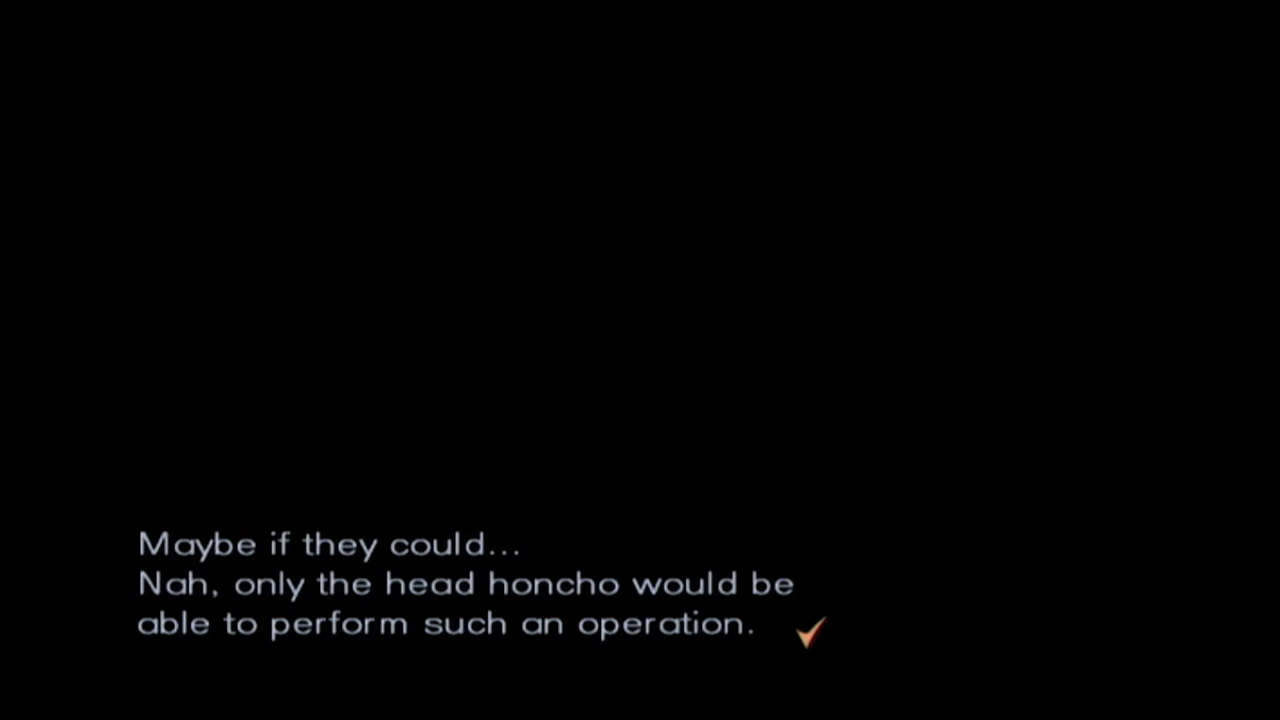 Maybe if they could...
Nah, only the head honcho would be
able to perform such an operation.